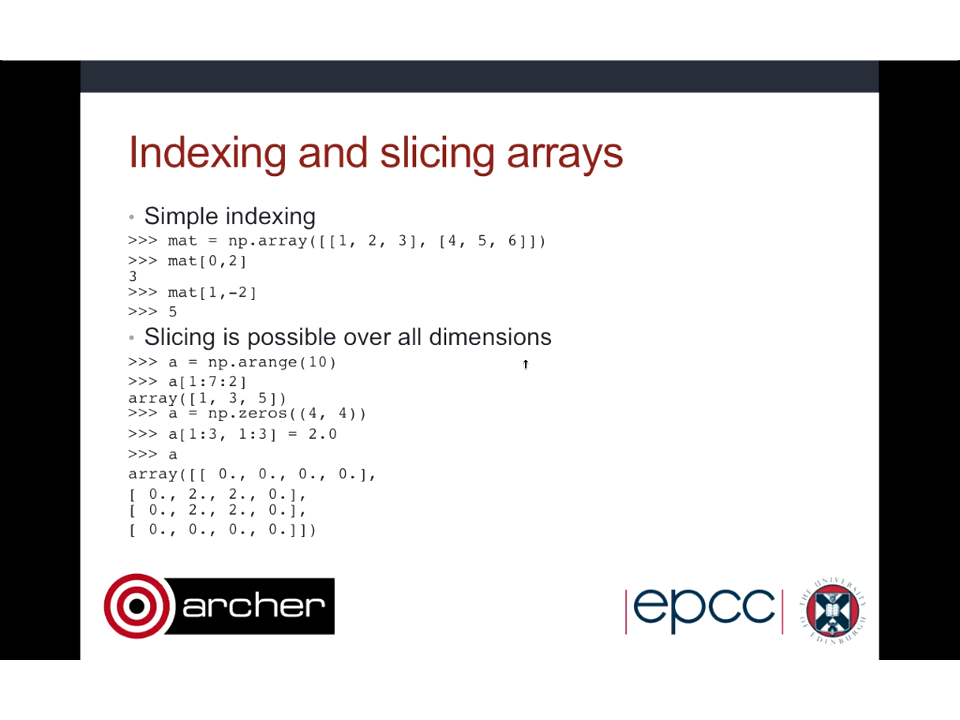 Indexing and slicing arrays
• Simple indexing
>>> mat = np.array([[1, 2, 3], [4, 5, 6]])
>>> mat[0,2]
3
>>> mat[1,-2]
>>> 5
• Slicing is possible over all dimensions
>>> a = np.arange(10)
>>> a[1:7:2]
array([1, 3, 5])
>>> a = np.zeros((4, 4))
>>> a[1:3, 1:3] = 2.0
>>> a
array([[ 0., 0., 0., 0.],
[ 0., 2., 2., 0.],
[ 0., 2., 2., 0.],
[ 0., 0., 0., 0.]])
archer
|epcc|
THE UNIVERSITY OF EDINBURGH